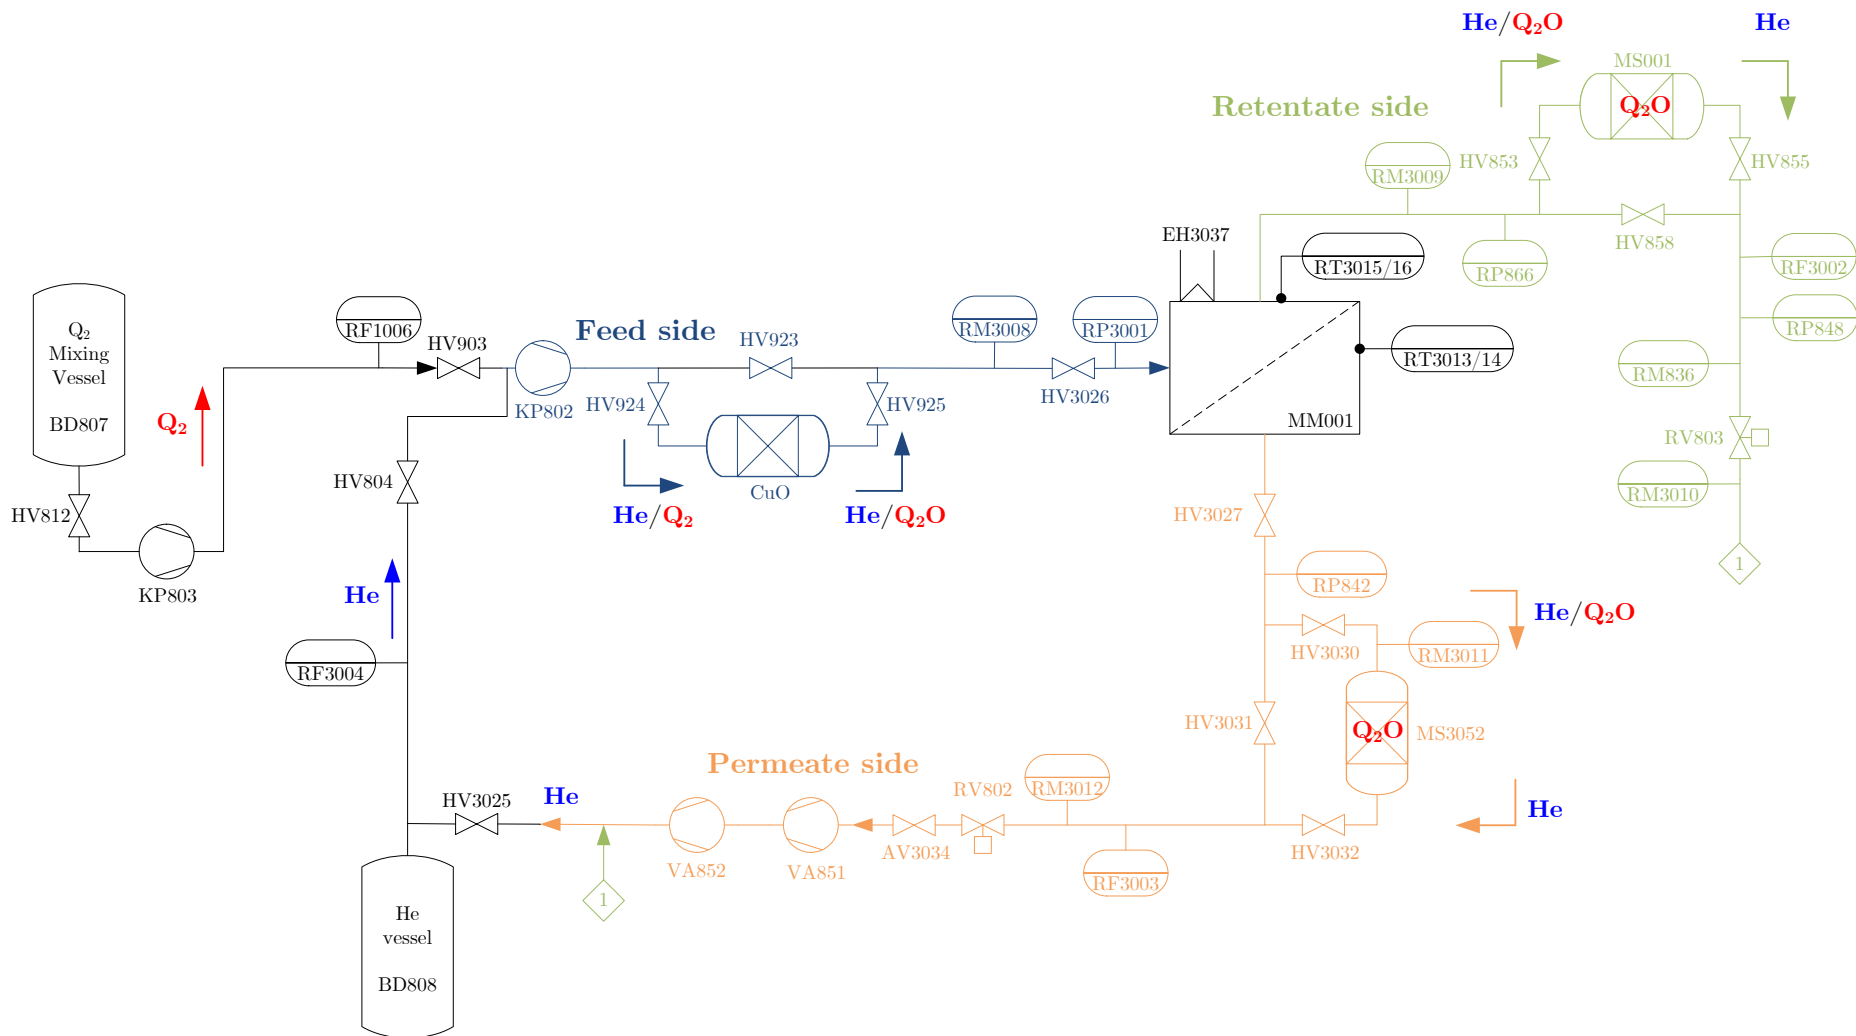 He/Q₂O
He
MS001
Q₂O
Retentate side
HV853
HV855
RM3009
HV858
RP866
RF3002
RP848
RM836
RV803
RM3010
1
EH3037
RT3015/16
RT3013/14
MM001
Q₂
Mixing
Vessel
BD807
HV812
KP803
Q₂
RF1006
HV903
Feed side
KP802
HV923
HV924
HV925
CuO
He/Q₂
He/Q₂O
RM3008
HV3026
RP3001
HV804
He
RF3004
HV3027
RP842
He/Q₂O
HV3030
RM3011
HV3031
Q₂O
MS3052
He
HV3032
Permeate side
RM3012
RV802
RF3003
AV3034
VA851
VA852
1
He
HV3025
He
vessel
BD808